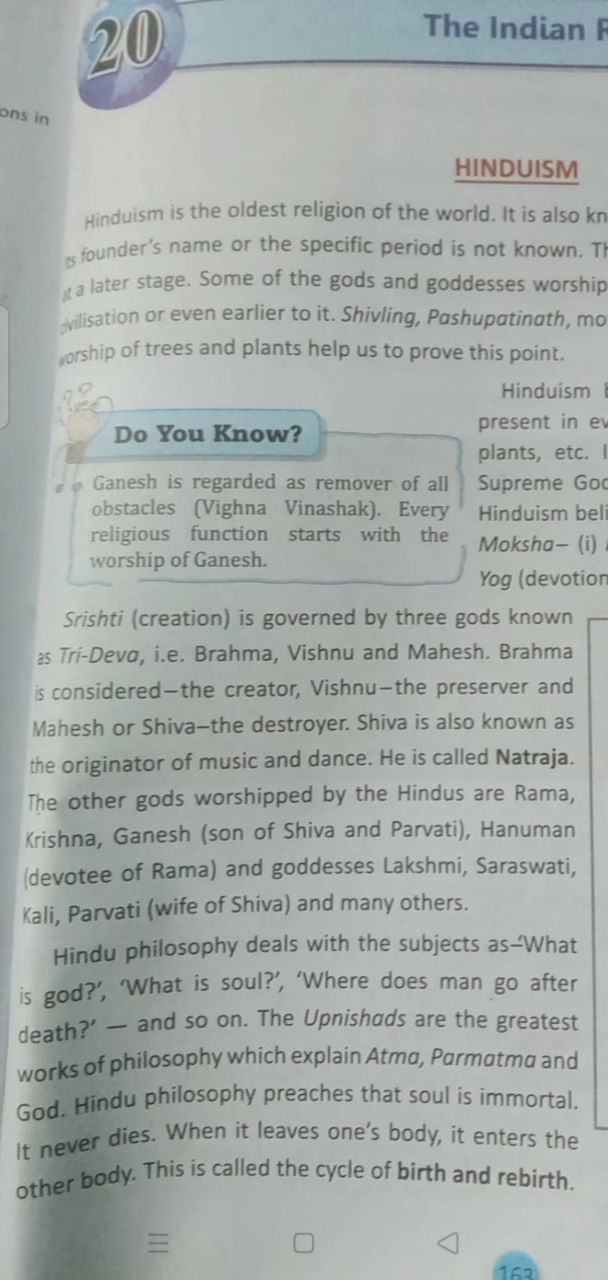 ons in
20
The Indian
HINDUISM
Hinduism is the oldest religion of the world. It is also kn
ts founder's name or the specific period is not known. Th
at a later stage. Some of the gods and goddesses worship
civilisation or even earlier to it. Shivling, Pashupatinath, mo
worship of trees and plants help us to prove this point.
Do You Know?
Ganesh is regarded as remover of all
obstacles (Vighna Vinashak). Every
religious function starts with the
worship of Ganesh.
Hinduism b
present in ev
plants, etc. I
Supreme God
Hinduism beli
Moksha– (i)
Yog (devotion
Srishti (creation) is governed by three gods known
as Tri-Deva, i.e. Brahma, Vishnu and Mahesh. Brahma
is considered–the creator, Vishnu–the preserver and
Mahesh or Shiva–the destroyer. Shiva is also known as
the originator of music and dance. He is called Natraja.
The other gods worshipped by the Hindus are Rama,
Krishna, Ganesh (son of Shiva and Parvati), Hanuman
(devotee of Rama) and goddesses Lakshmi, Saraswati,
Kali, Parvati (wife of Shiva) and many others.
Hindu philosophy deals with the subjects as–'What
is god?', 'What is soul?', 'Where does man go after
death?' — and so on. The Upnishads are the greatest
works of philosophy which explain Atma, Parmatma and
God. Hindu philosophy preaches that soul is immortal.
It never dies. When it leaves one's body, it enters the
other body. This is called the cycle of birth and rebirth.
163